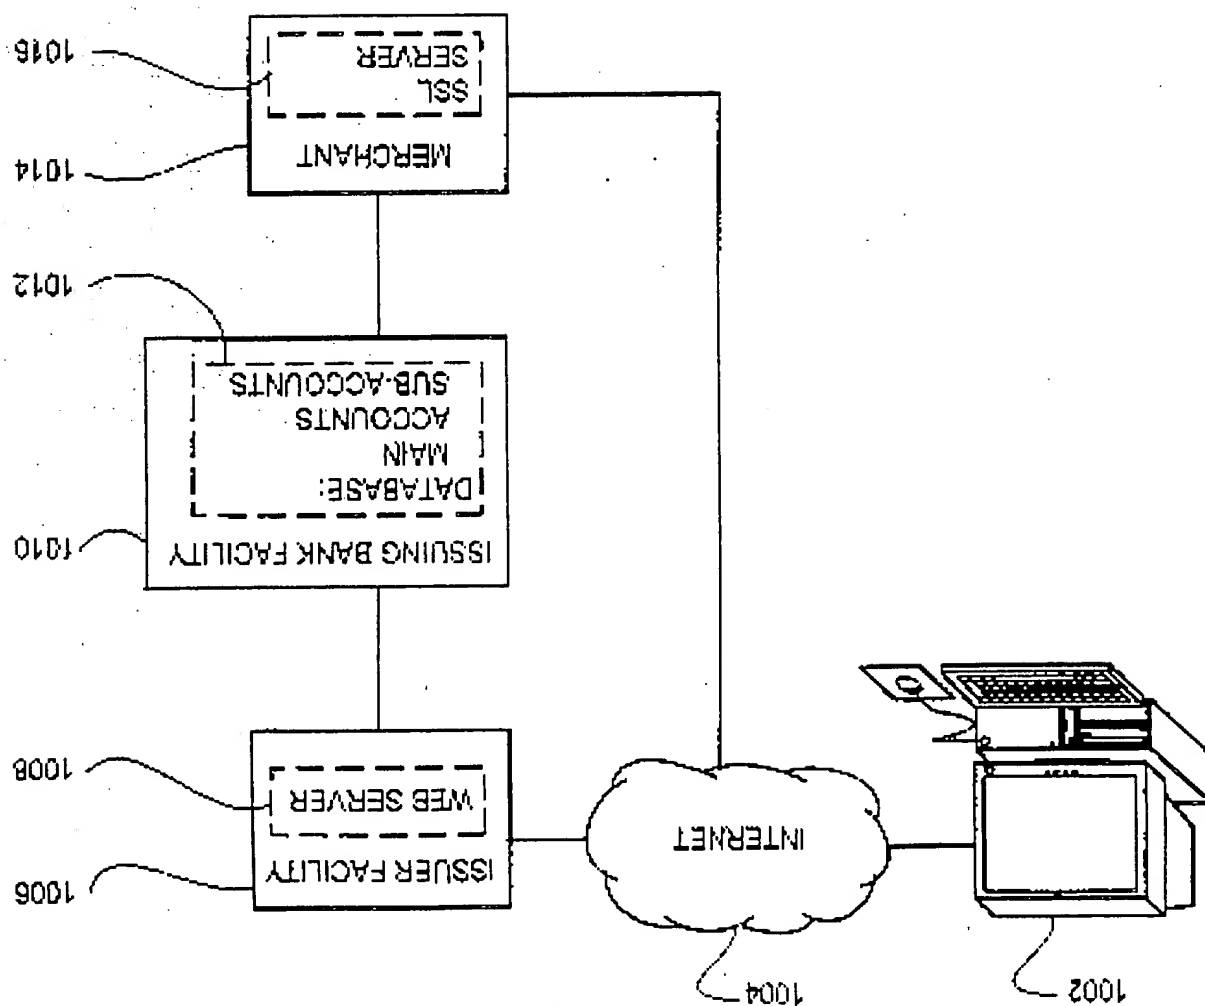 1002
1004
ISSUER FACILITY
1006
INTERNET
WEB SERVER
1008
ISSUING BANK FACILITY
1010
DATABASE:
MAIN
ACCOUNTS
SUB-ACCOUNTS
1012
MERCHANT
1014
SSL
SERVER
1016